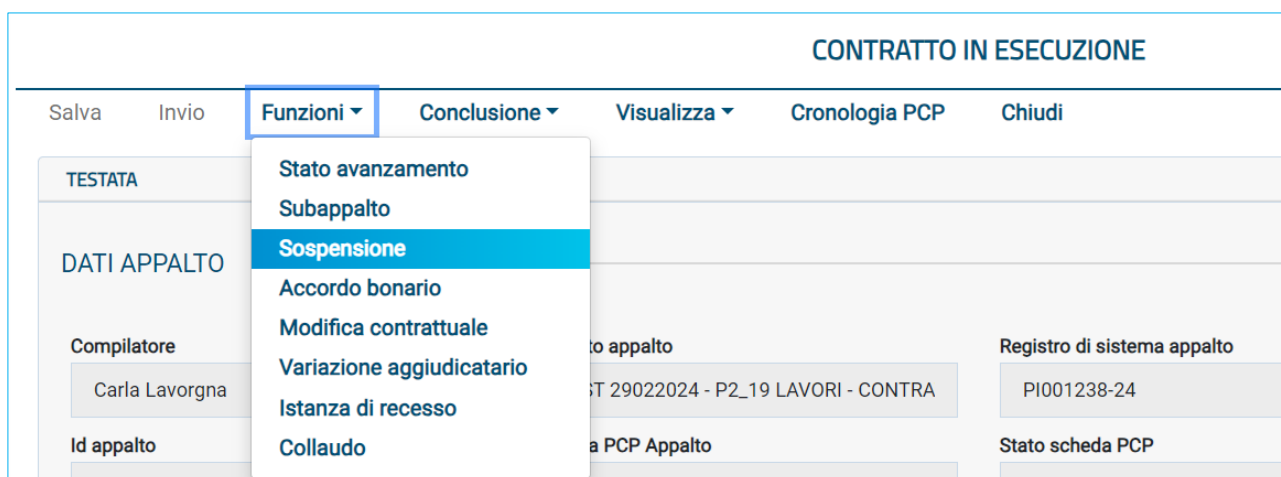 CONTRATTO IN ESECUZIONE
Salva Invio Funzioni Conclusione Visualizza Cronologia PCP Chiudi
TESTATA
Stato avanzamento
Subappalto
Sospensione
Accordo bonario
Modifica contrattuale
Variazione aggiudicatario
Istanza di recesso
Collaudo
DATI APPALTO
Compilatore to appalto Registro di sistema appalto
Carla Lavorgna ST 29022024 - P2_19 LAVORI - CONTRA PI001238-24
Id appalto a PCP Appalto Stato scheda PCP